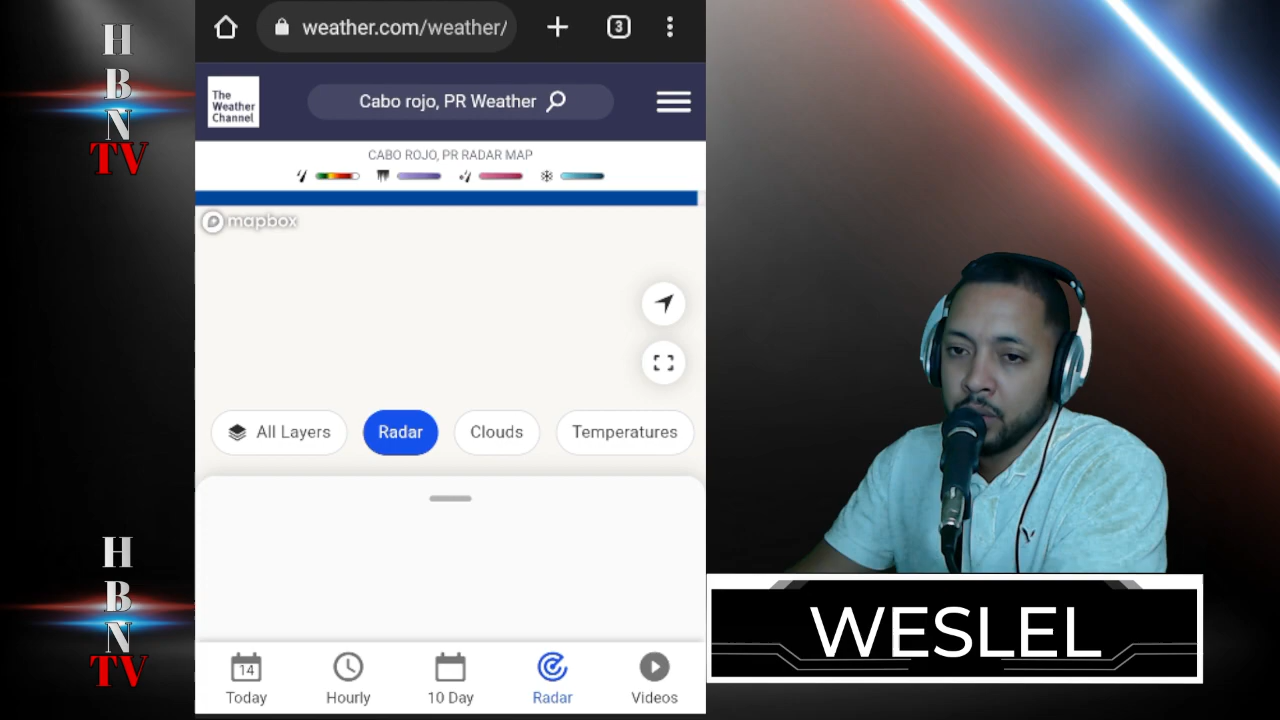 H
B
N
TV
weather.com/weather/
3
The
Weather
Channel
Cabo rojo, PR Weather
CABO ROJO, PR RADAR MAP
mapbox
All Layers
Radar
Clouds
Temperatures
14
Today
Hourly
10 Day
Radar
Videos
H
B
N
TV
WESLEL